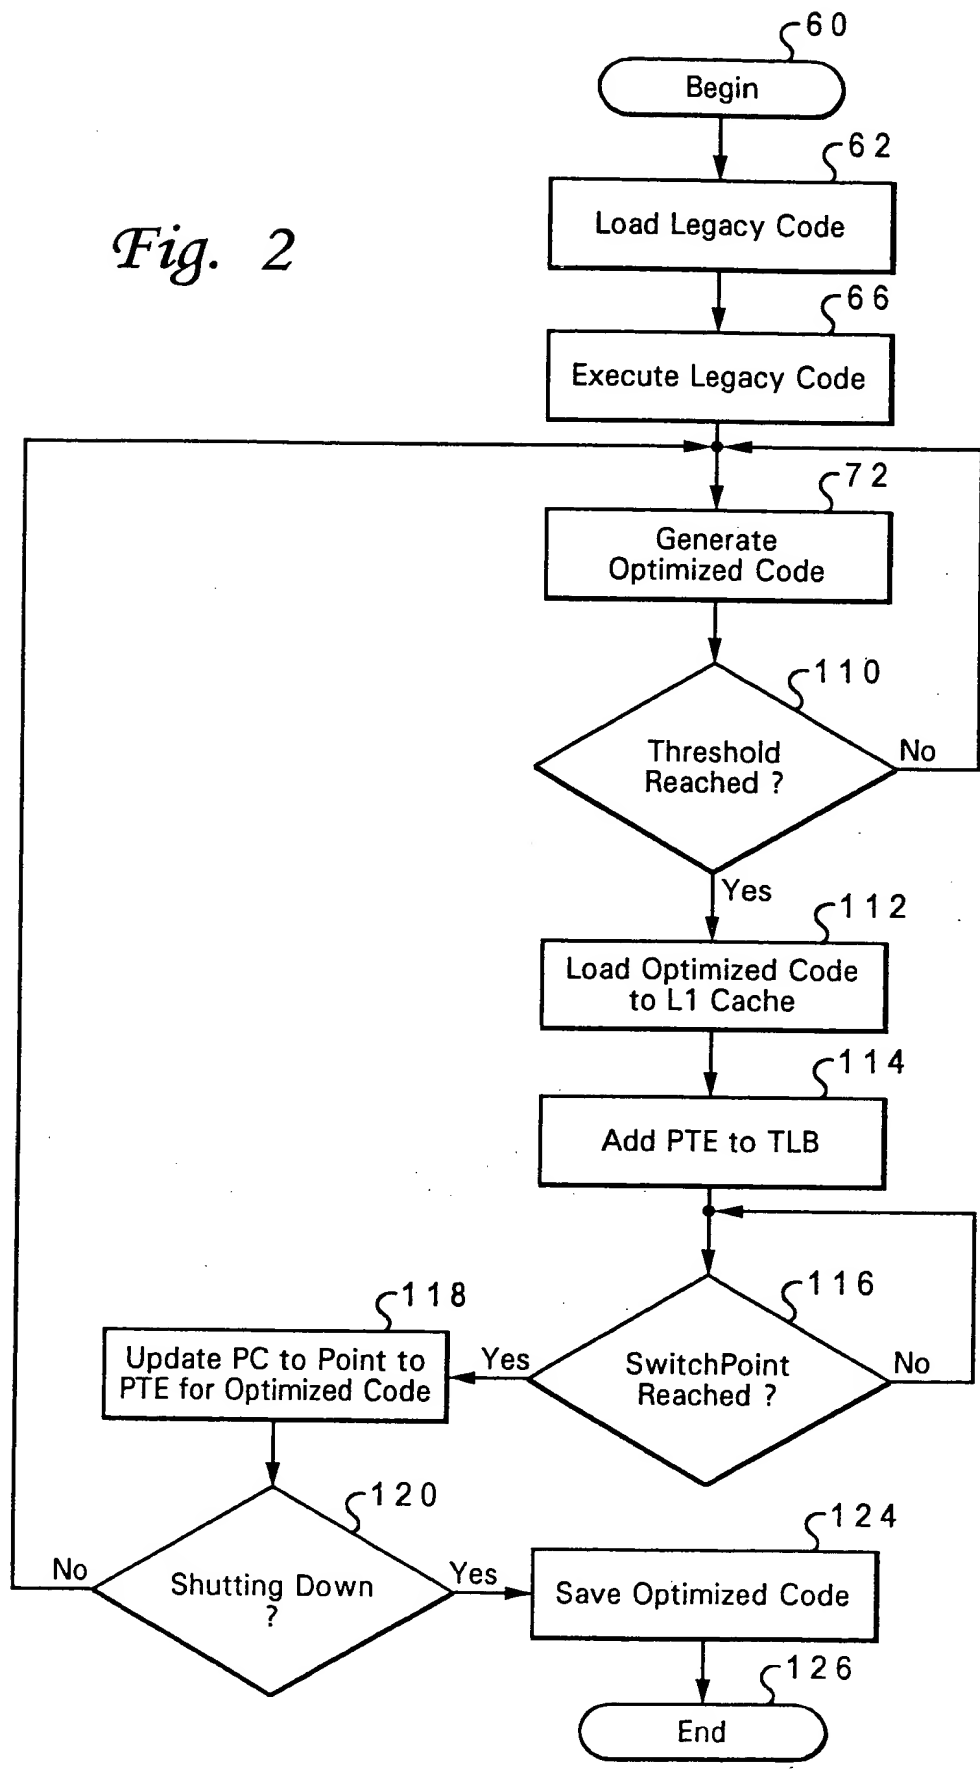 60
Begin
62
Load Legacy Code
Fig. 2
66
Execute Legacy Code
72
Generate
Optimized Code
110
Threshold
Reached ?
No
Yes
112
Load Optimized Code
to L1 Cache
114
Add PTE to TLB
116
SwitchPoint
Reached ?
No
Yes
118
Update PC to Point to
PTE for Optimized Code
120
Shutting Down
?
No
Yes
124
Save Optimized Code
126
End